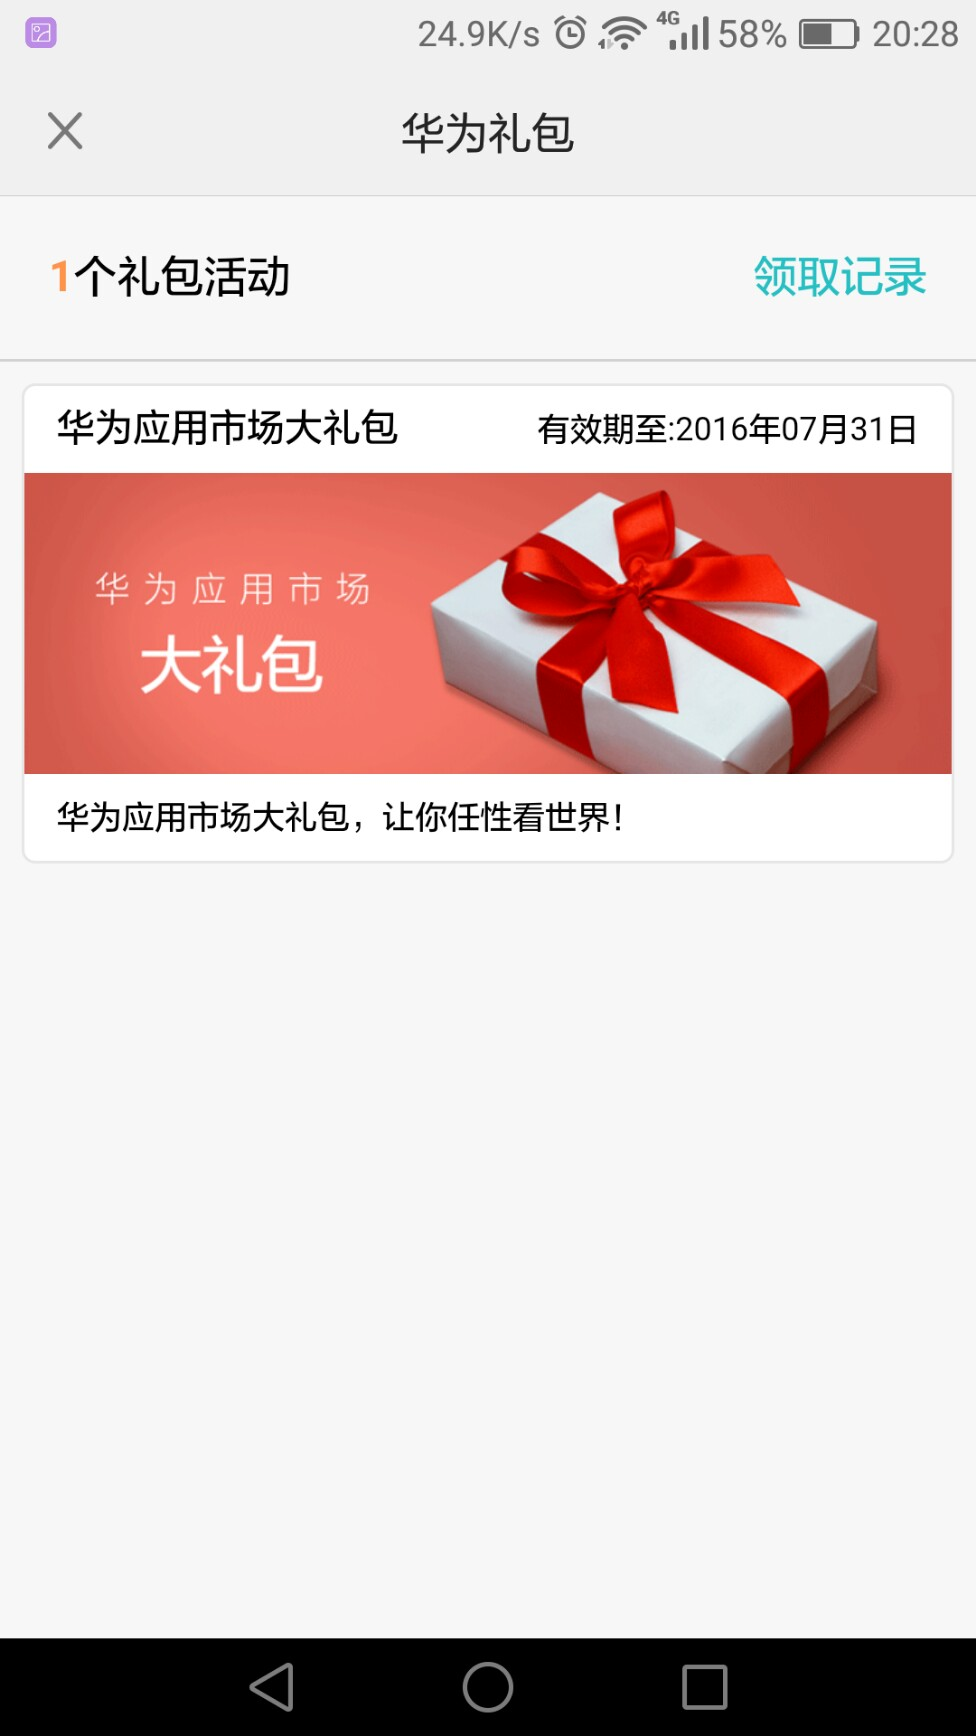 24.9K/s 4G 58% 20:28
华为礼包
1个礼包活动 领取记录
华为应用市场大礼包 有效期至:2016年07月31日
华为应用市场
大礼包
华为应用市场大礼包，让你任性看世界！